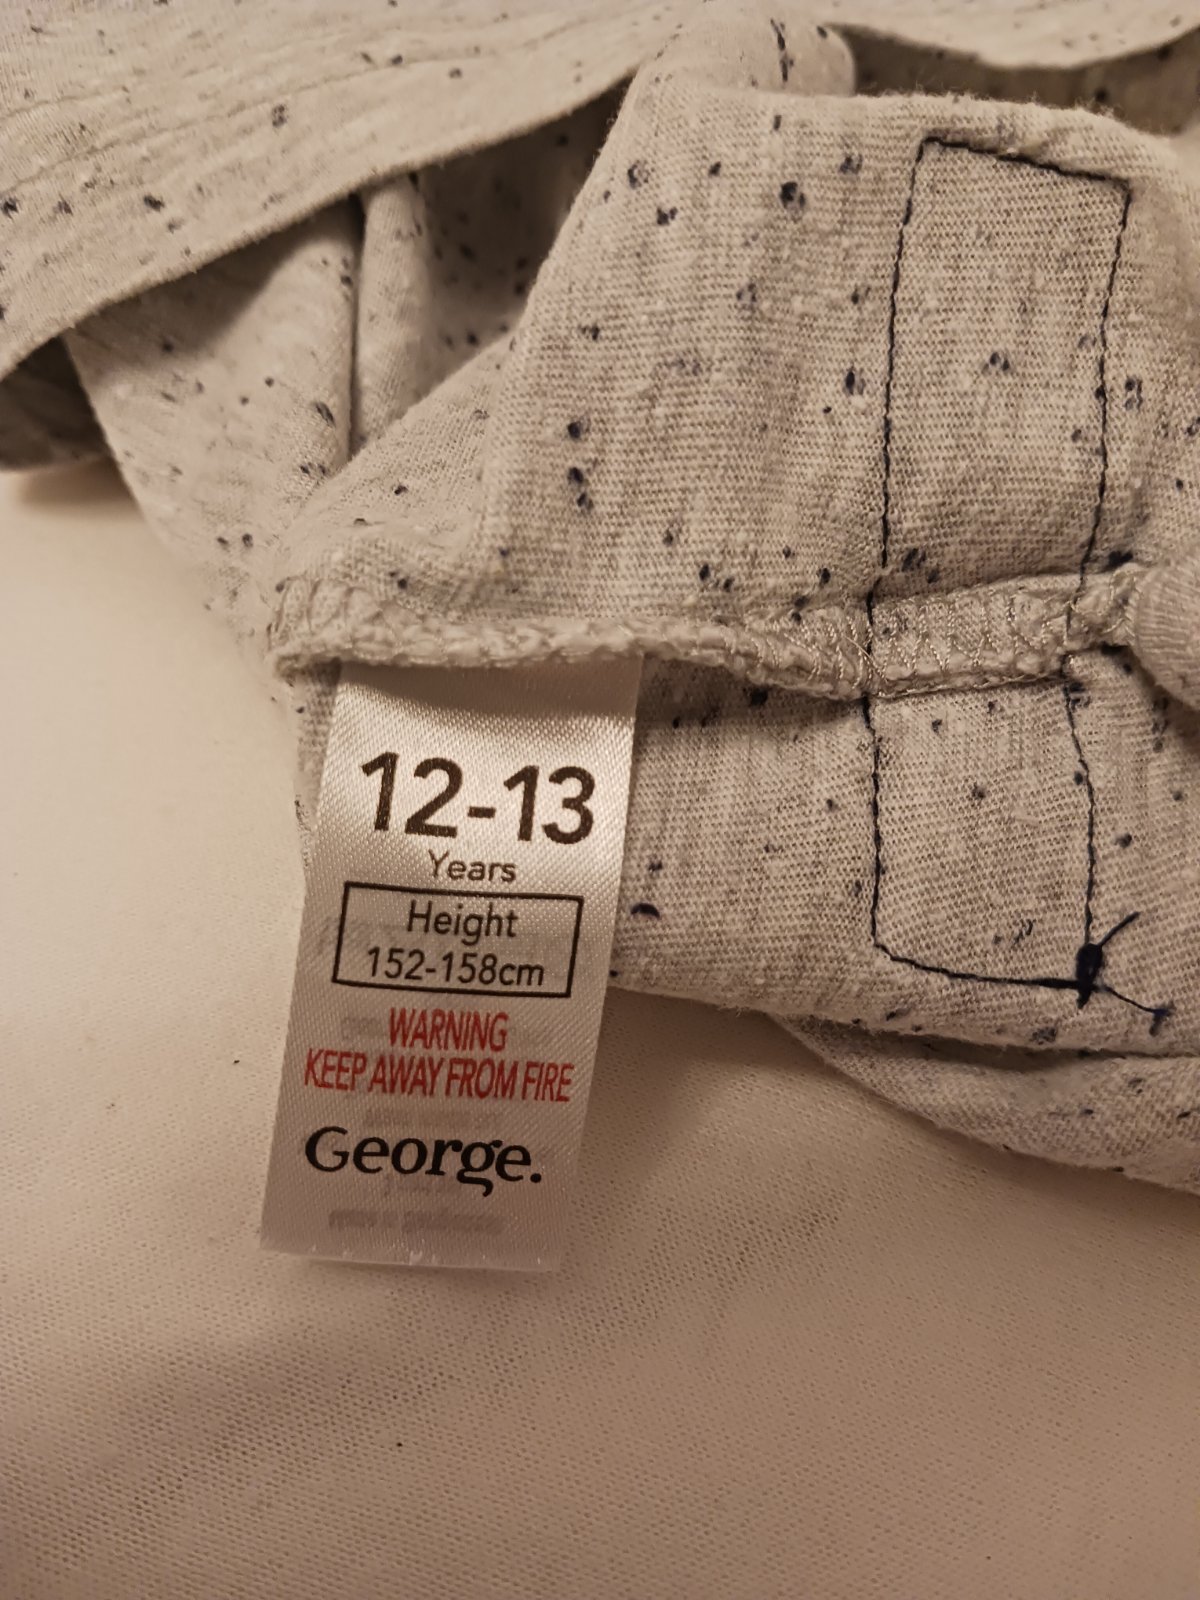 12-13
Years
Height
152-158cm
WARNING
KEEP AWAY FROM FIRE
George.